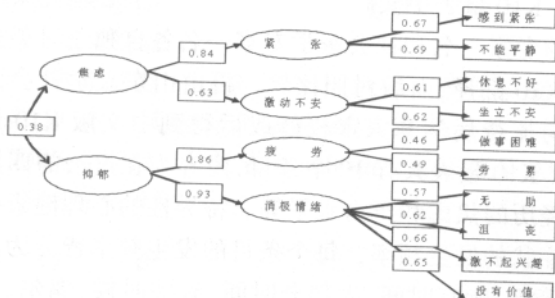 0.67
感到紧张
0.84
紧 张
0.69
不能平静
焦虑
0.63
激动不安
0.61
休息不好
0.62
坐立不安
0.38
0.46
做事困难
0.86
疲 劳
0.49
劳 累
抑郁
0.93
消极情绪
0.57
无 助
0.62
沮 丧
0.66
激不起兴趣
0.65
没有价值